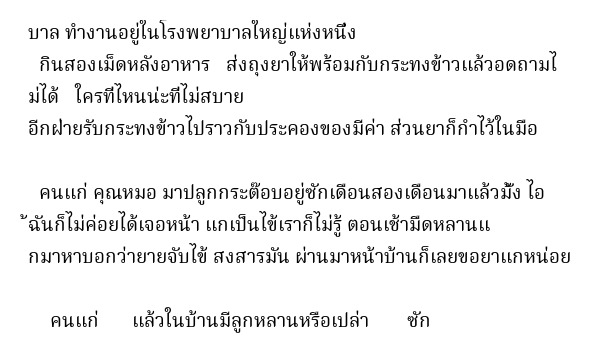 บาล ทำงานอยู่ในโรงพยาบาลใหญ่แห่งหนึ่ง
กินสองเม็ดหลังอาหาร ส่งถุงยาให้พร้อมกับกระทงข้าวแล้วอดถามไ
ม่ได้ ใครที่ไหนน่ะที่ไม่สบาย
อีกฝ่ายรับกระทงข้าวไปราวกับประคองของมีค่า ส่วนยาก็กำไว้ในมือ
คนแก่ คุณหมอ มาปลูกกระต๊อบอยู่ซักเดือนสองเดือนมาแล้วมั้ง ไอ
้ฉันก็ไม่ค่อยได้เจอหน้า แกเป็นไข้เราก็ไม่รู้ ตอนเช้ามืดหลานแ
กมาหาบอกว่ายายจับไข้ สงสารมัน ผ่านมาหน้าบ้านก็เลยขอยาแกหน่อย
คนแก่ แล้วในบ้านมีลูกหลานหรือเปล่า ซัก